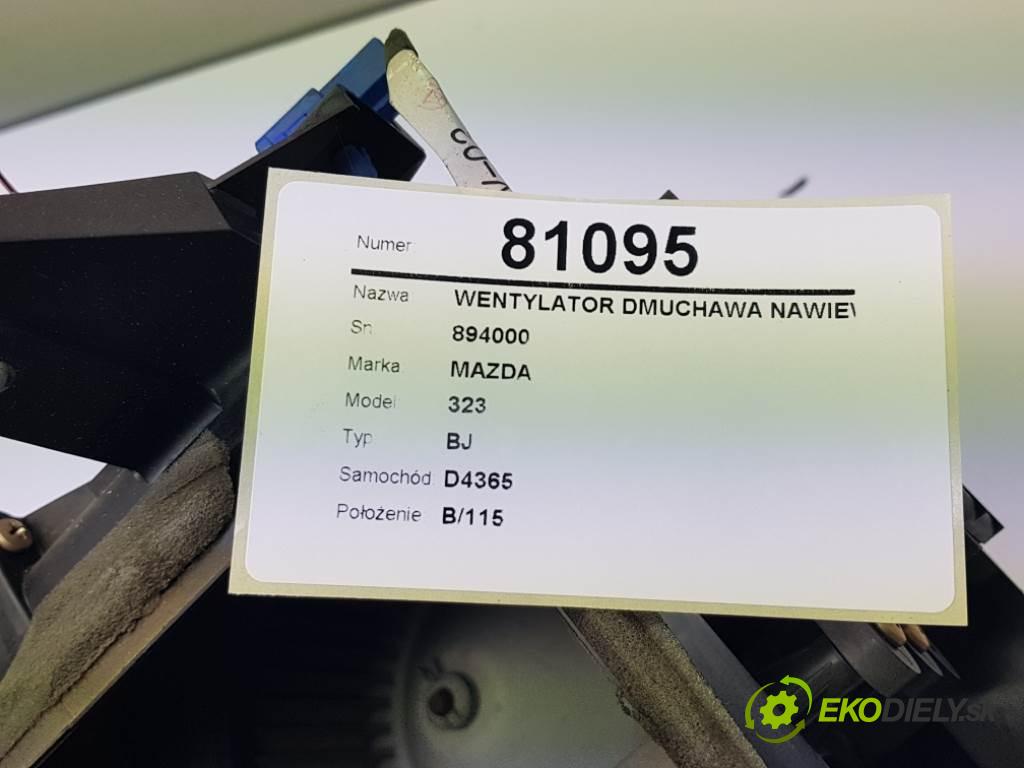 Numer 81095
Nazwa WENTYLATOR DMUCHAWA NAWIEW
Sn. 894000
Marka MAZDA
Model 323
Typ BJ
Samochód D4365
Położenie B/115
EKODIELY.sk